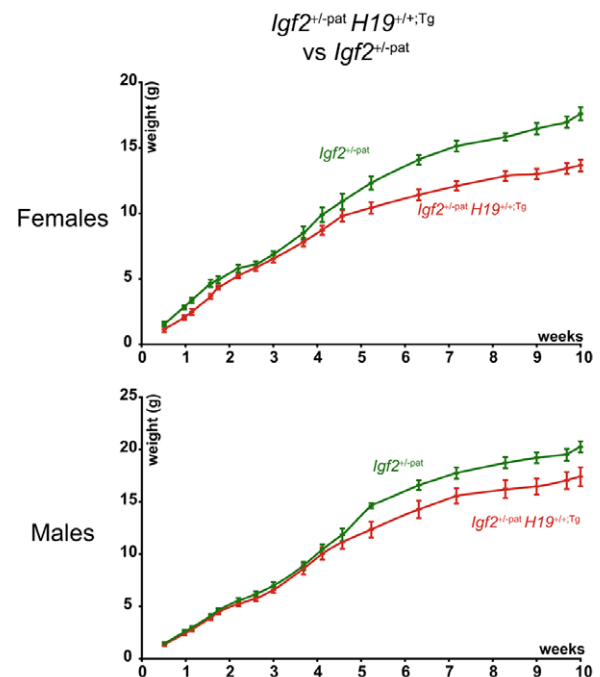 Igf2+/-pat H19+/+;Tg
vs Igf2+/-pat
Females
weight (g)
20
15
10
5
0
Igf2+/-pat
Igf2+/-pat H19+/+;Tg
weeks
0 1 2 3 4 5 6 7 8 9 10
Males
weight (g)
25
20
15
10
5
0
Igf2+/-pat
Igf2+/-pat H19+/+;Tg
weeks
0 1 2 3 4 5 6 7 8 9 10